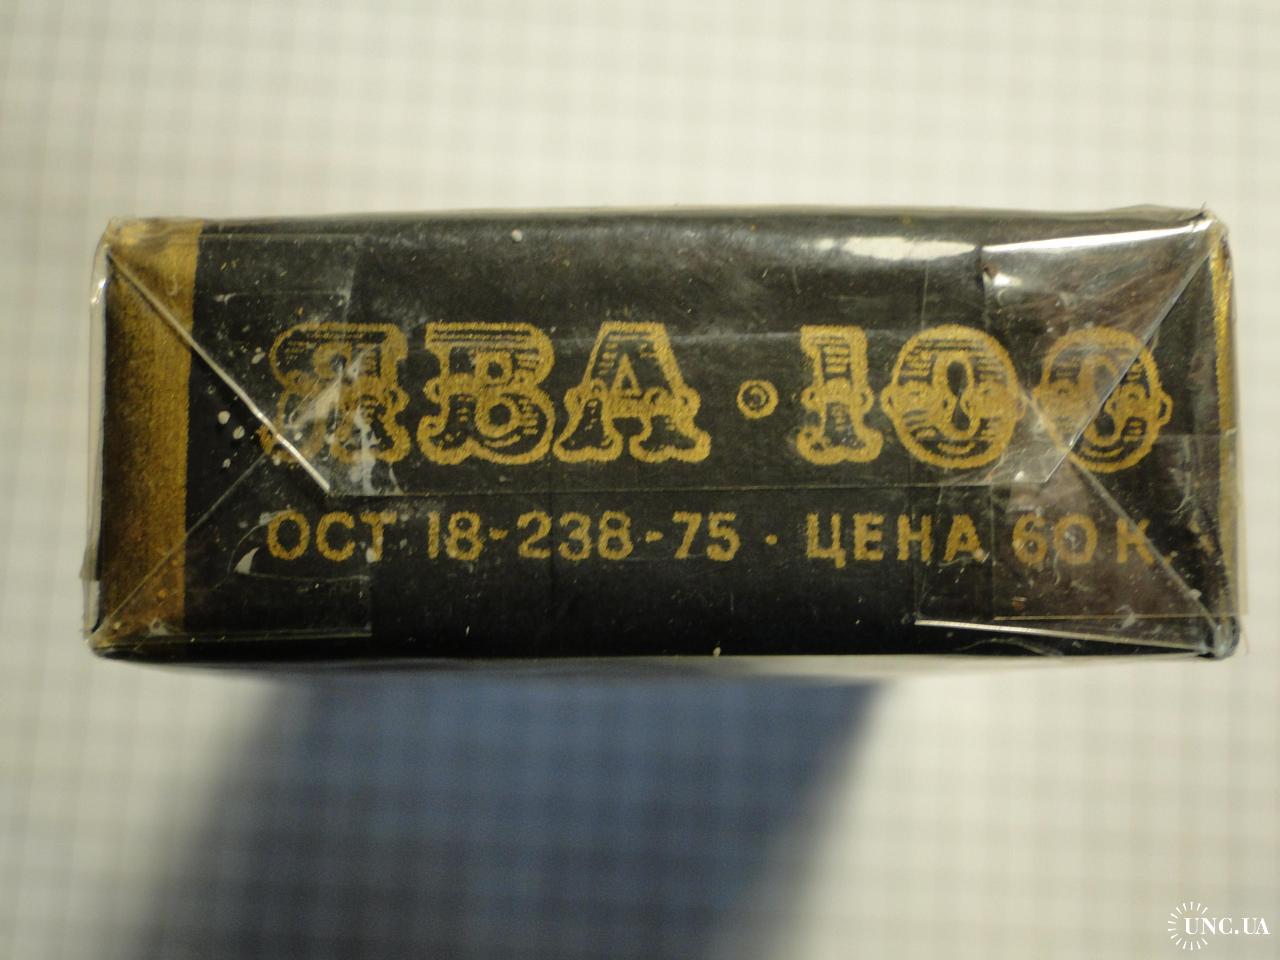 ЯВА · 100
ОСТ 18-238-75 · ЦЕНА 60 К.
UNC.UA